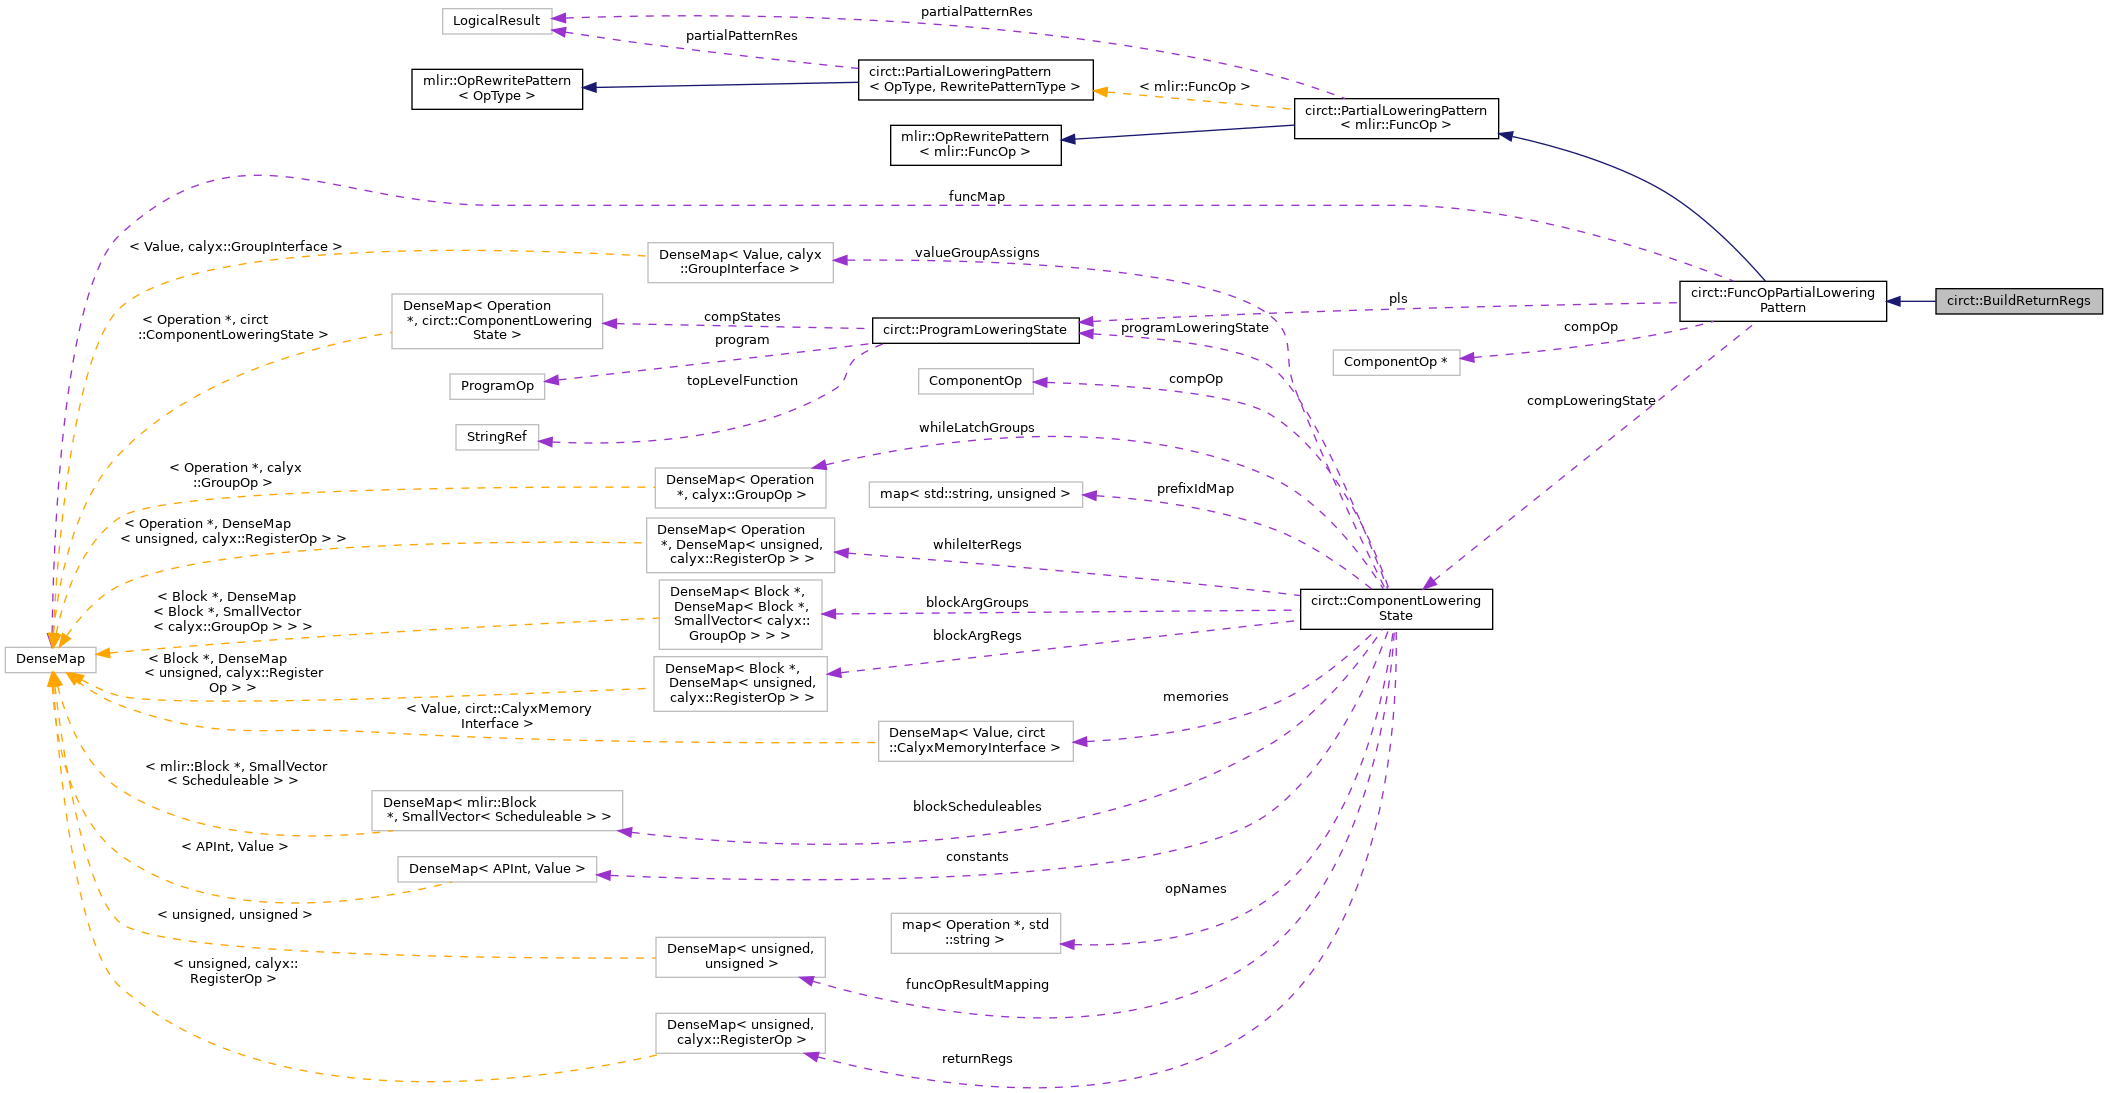 LogicalResult
partialPatternRes
partialPatternRes
mlir::OpRewritePattern
< OpType >
circt::PartialLoweringPattern
< OpType, RewritePatternType >
< mlir::FuncOp >
circt::PartialLoweringPattern
< mlir::FuncOp >
mlir::OpRewritePattern
< mlir::FuncOp >
funcMap
< Value, calyx::GroupInterface >
DenseMap< Value, calyx
::GroupInterface >
valueGroupAssigns
circt::FuncOpPartialLowering
Pattern
circt::BuildReturnRegs
pls
< Operation *, circt
::ComponentLoweringState >
DenseMap< Operation
*, circt::ComponentLowering
State >
compStates
circt::ProgramLoweringState
programLoweringState
compOp
program
ComponentOp *
ProgramOp
topLevelFunction
ComponentOp
compOp
compLoweringState
StringRef
whileLatchGroups
< Operation *, calyx
::GroupOp >
DenseMap< Operation
*, calyx::GroupOp >
map< std::string, unsigned >
prefixIdMap
< Operation *, DenseMap
< unsigned, calyx::RegisterOp > >
DenseMap< Operation
*, DenseMap< unsigned,
calyx::RegisterOp > >
whileIterRegs
< Block *, DenseMap
< Block *, SmallVector
< calyx::GroupOp > > >
DenseMap< Block *,
DenseMap< Block *,
SmallVector< calyx::
GroupOp > > >
blockArgGroups
circt::ComponentLowering
State
blockArgRegs
DenseMap
< Block *, DenseMap
< unsigned, calyx::Register
Op > >
DenseMap< Block *,
DenseMap< unsigned,
calyx::RegisterOp > >
memories
< Value, circt::CalyxMemory
Interface >
DenseMap< Value, circt
::CalyxMemoryInterface >
< mlir::Block *, SmallVector
< Scheduleable > >
DenseMap< mlir::Block
*, SmallVector< Scheduleable > >
blockScheduleables
< APInt, Value >
DenseMap< APInt, Value >
constants
opNames
< unsigned, unsigned >
map< Operation *, std
::string >
DenseMap< unsigned,
unsigned >
< unsigned, calyx::
RegisterOp >
funcOpResultMapping
DenseMap< unsigned,
calyx::RegisterOp >
returnRegs